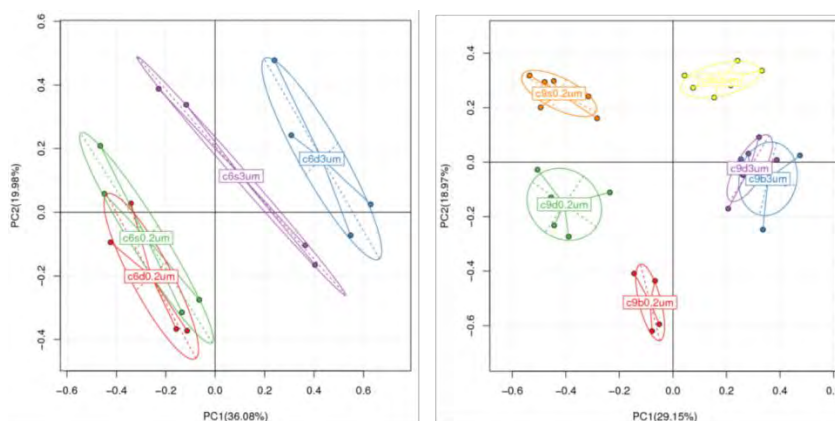 0.6
0.4
0.2
0.0
−0.2
−0.4
PC2(19.98%)
c6s3um
c6d3um
c6s0.2um
c6d0.2um
−0.6 −0.4 −0.2 0.0 0.2 0.4 0.6
PC1(36.08%)
0.4
0.2
0.0
−0.2
−0.4
−0.6
PC2(18.97%)
c9s0.2um
c9d3um
c9b3um
c9d0.2um
c9b0.2um
−0.6 −0.4 −0.2 0.0 0.2 0.4
PC1(29.15%)